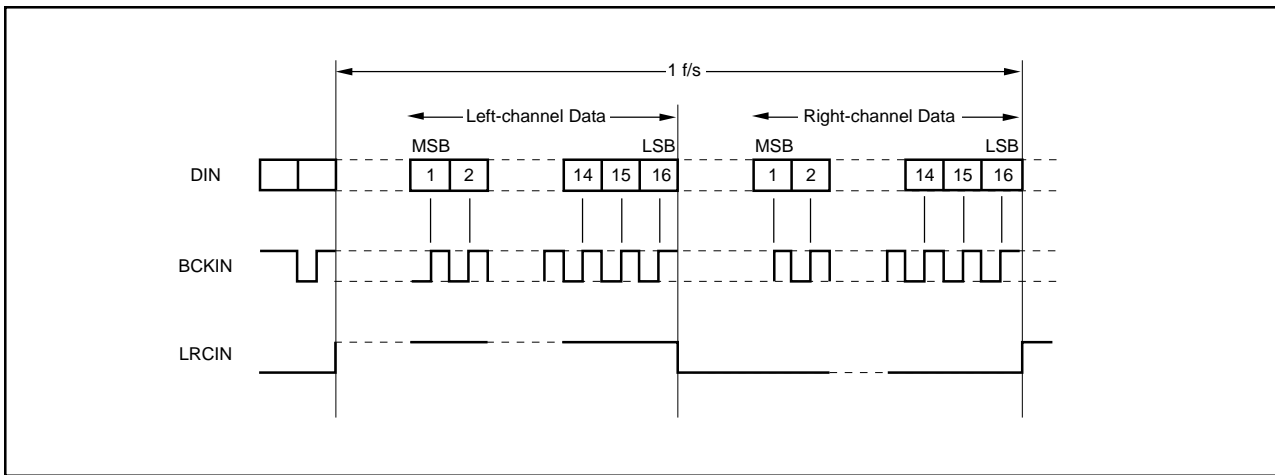 1 f/s
Left-channel Data Right-channel Data
MSB LSB MSB LSB
DIN 1 2 14 15 16 1 2 14 15 16
BCKIN
LRCIN